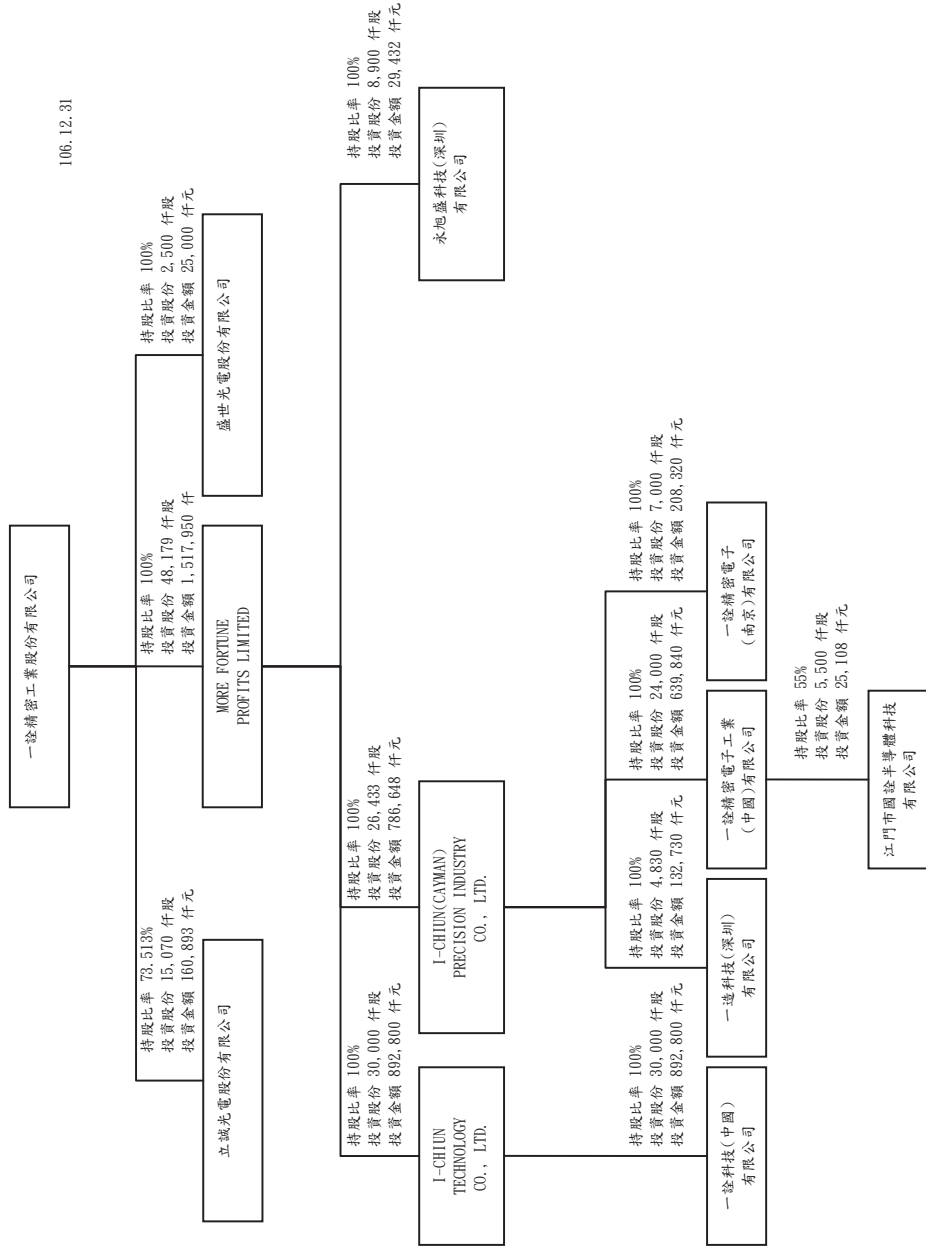 106.12.31
一詮精密工業股份有限公司
持股比率 73.513%
投資股份 15,070 仟股
投資金額 160,893 仟元
立誠光電股份有限公司
持股比率 100%
投資股份 48,179 仟股
投資金額 1,517,950 仟
MORE FORTUNE
PROFITS LIMITED
持股比率 100%
投資股份 2,500 仟股
投資金額 25,000 仟元
盛世光電股份有限公司
持股比率 100%
投資股份 30,000 仟股
投資金額 892,800 仟元
I-CHIUN
TECHNOLOGY
CO., LTD.
持股比率 100%
投資股份 26,433 仟股
投資金額 786,648 仟元
I-CHIUN(CAYMAN)
PRECISION INDUSTRY
CO., LTD.
持股比率 100%
投資股份 8,900 仟股
投資金額 29,432 仟元
永旭盛科技(深圳)
有限公司
持股比率 100%
投資股份 30,000 仟股
投資金額 892,800 仟元
一詮科技(中國)
有限公司
持股比率 100%
投資股份 4,830 仟股
投資金額 132,730 仟元
一造科技(深圳)
有限公司
持股比率 100%
投資股份 24,000 仟股
投資金額 639,840 仟元
一詮精密電子工業
(中國)有限公司
持股比率 100%
投資股份 7,000 仟股
投資金額 208,320 仟元
一詮精密電子
(南京)有限公司
持股比率 55%
投資股份 5,500 仟股
投資金額 25,108 仟元
江門市國詮半導體科技
有限公司